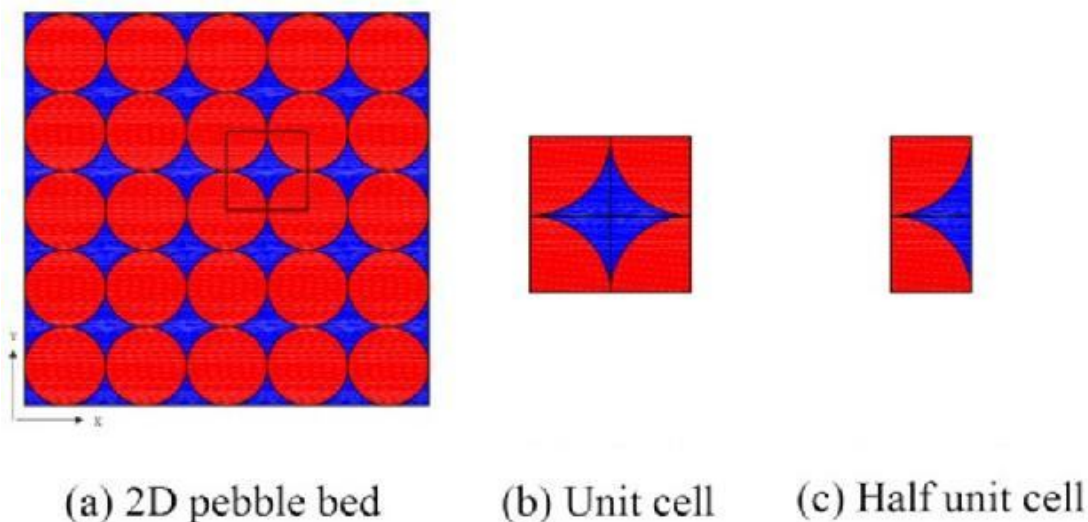 Y
X
(a) 2D pebble bed
(b) Unit cell
(c) Half unit cell